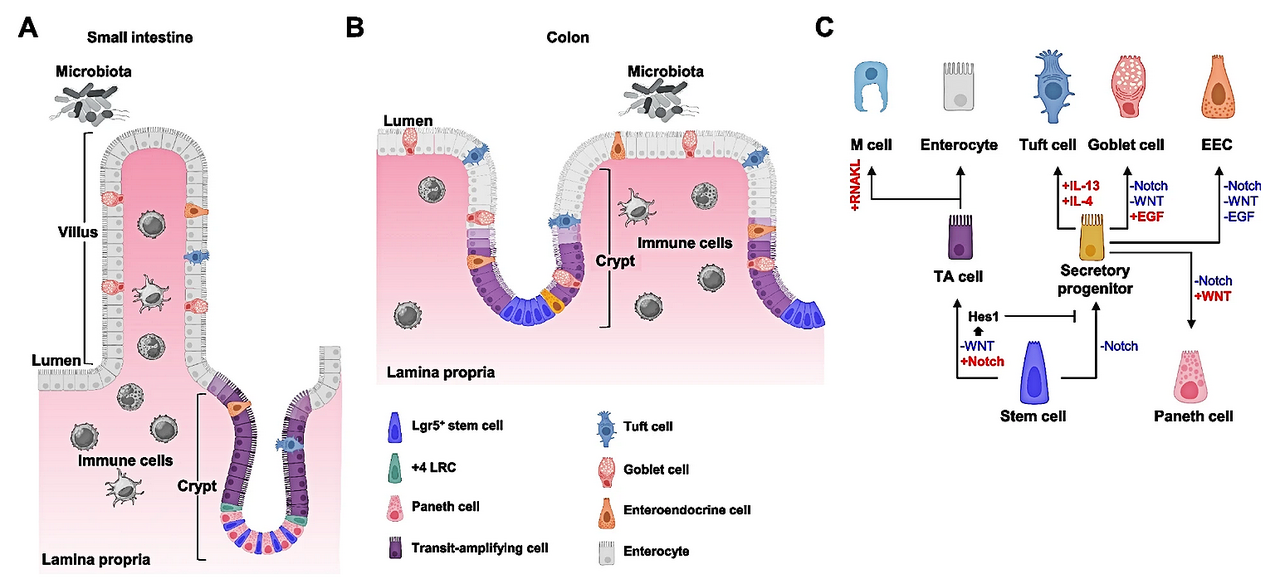 A
Small intestine
Microbiota
Villus
Lumen
Immune cells
Crypt
Lamina propria
B
Colon
Microbiota
Lumen
Immune cells
Crypt
Lamina propria
Lgr5+ stem cell
+4 LRC
Paneth cell
Transit-amplifying cell
Tuft cell
Goblet cell
Enteroendocrine cell
Enterocyte
C
M cell
Enterocyte
Tuft cell
Goblet cell
EEC
+RNAKL
+IL-13
+IL-4
-Notch
-WNT
+EGF
-Notch
-WNT
-EGF
TA cell
Secretory
progenitor
-Notch
+WNT
Hes1
-WNT
+Notch
-Notch
Stem cell
Paneth cell